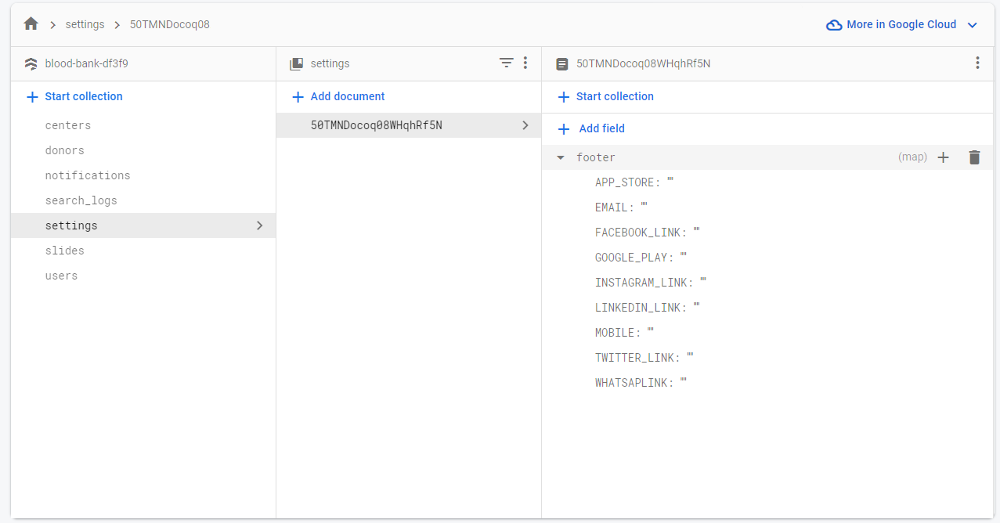 settings
50TMNDocoq08
More in Google Cloud
blood-bank-df3f9
settings
50TMNDocoq08WHqhRf5N
Start collection
centers
donors
notifications
search_logs
settings
slides
users
Add document
50TMNDocoq08WHqhRf5N
Start collection
Add field
footer
(map)
APP_STORE: ""
EMAIL: ""
FACEBOOK_LINK: ""
GOOGLE_PLAY: ""
INSTAGRAM_LINK: ""
LINKEDIN_LINK: ""
MOBILE: ""
TWITTER_LINK: ""
WHATSAPLINK: ""